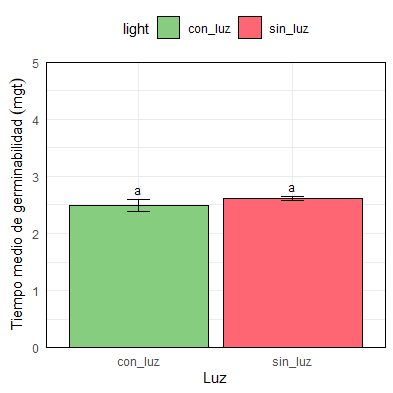 light con_luz sin_luz
Tiempo medio de germinabilidad (mgt)
5
4
3
2
1
0
a a
con_luz sin_luz
Luz